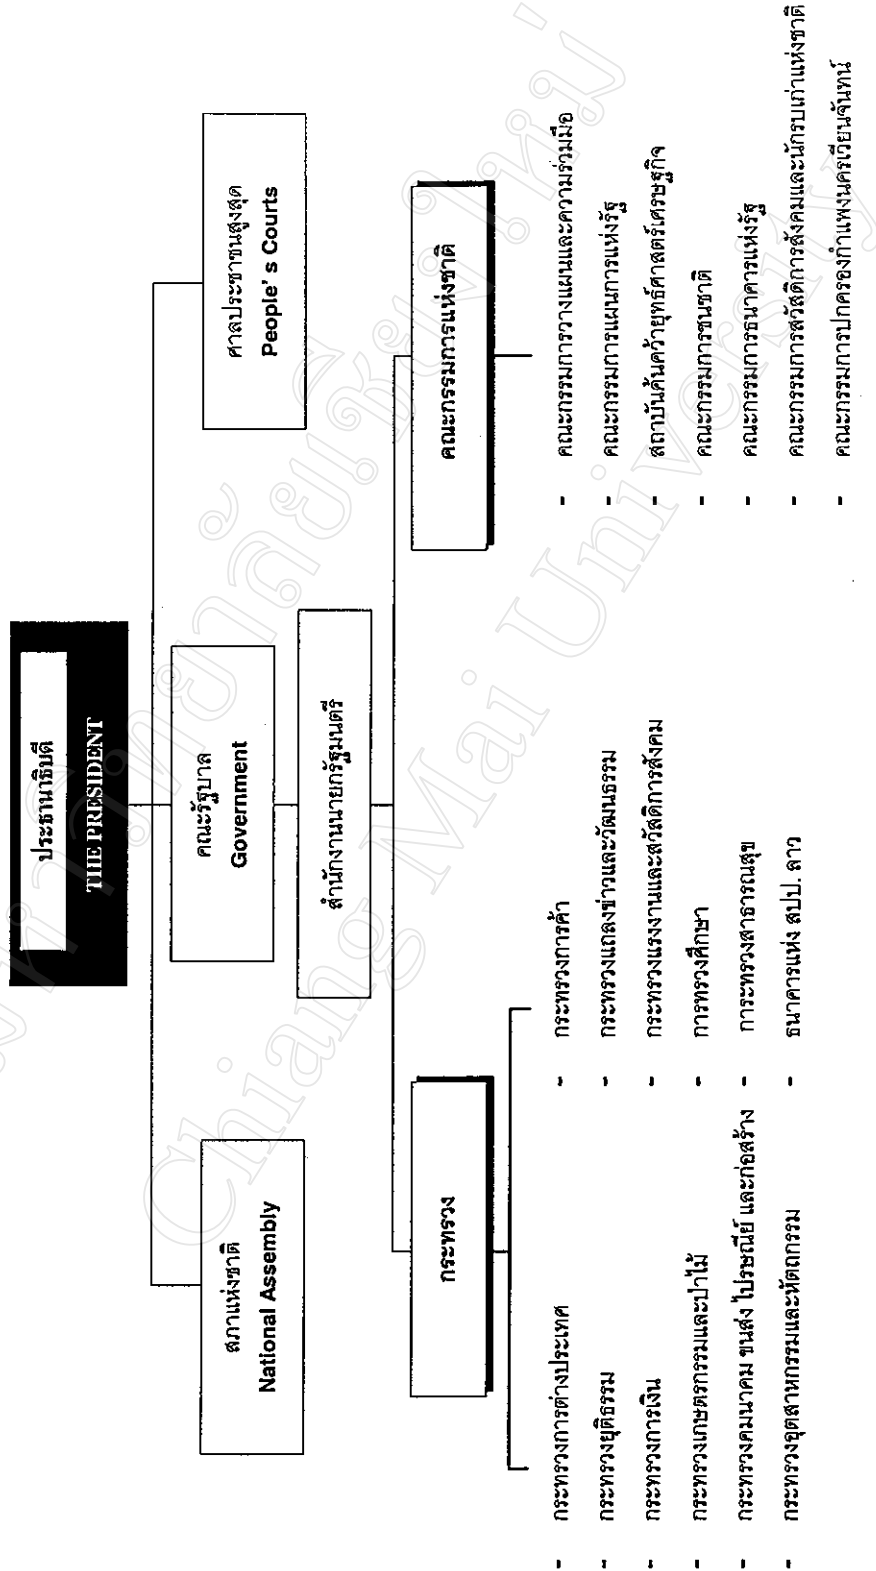 ประธานาธิบดี
THE PRESIDENT
สภาแห่งชาติ
National Assembly
คณะรัฐบาล
Government
ศาลประชาชนสูงสุด
People' s Courts
สำนักงานนายกรัฐมนตรี
กระทรวง
คณะกรรมการแห่งชาติ
- กระทรวงการต่างประเทศ
- กระทรวงยุติธรรม
- กระทรวงการเงิน
- กระทรวงเกษตรกรรมและป่าไม้
- กระทรวงคมนาคม ขนส่ง ไปรษณีย์ และก่อสร้าง
- กระทรวงอุตสาหกรรมและหัตถกรรม
- กระทรวงการค้า
- กระทรวงแถลงข่าวและวัฒนธรรม
- กระทรวงแรงงานและสวัสดิการสังคม
- การทรวงศึกษา
- การะทรวงสาธารณสุข
- ธนาคารแห่ง สปป. ลาว
- คณะกรรมการวางแผนและความร่วมมือ
- คณะกรรมการแผนการแห่งรัฐ
- สถาบันค้นคว้ายุทธ์ศาสตร์เศรษฐกิจ
- คณะกรรมการชนชาติ
- คณะกรรมการธนาคารแห่งรัฐ
- คณะกรรมการสวัสดิการสังคมและนักรบเก่าแห่งชาติ
- คณะกรรมการปกครองกำแพงนครเวียนจันทน์
มหาวิทยาลัยเชียงใหม่
Chiang Mai University